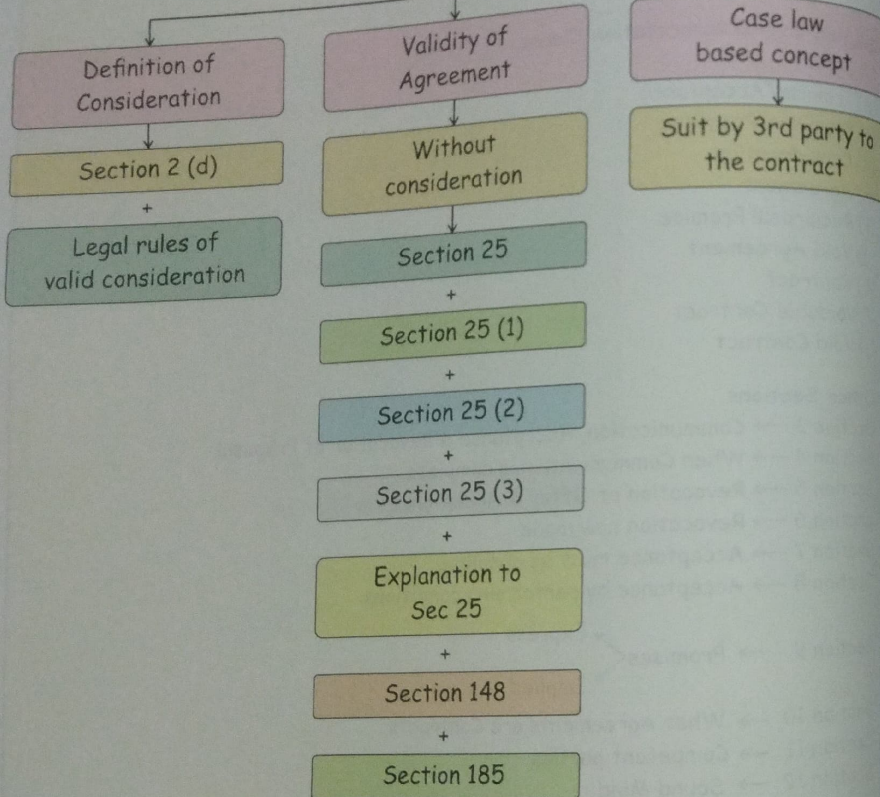 Definition of
Consideration
Section 2 (d)
+
Legal rules of
valid consideration
Validity of
Agreement
Without
consideration
Section 25
+
Section 25 (1)
+
Section 25 (2)
+
Section 25 (3)
+
Explanation to
Sec 25
+
Section 148
+
Section 185
Case law
based concept
Suit by 3rd party to
the contract